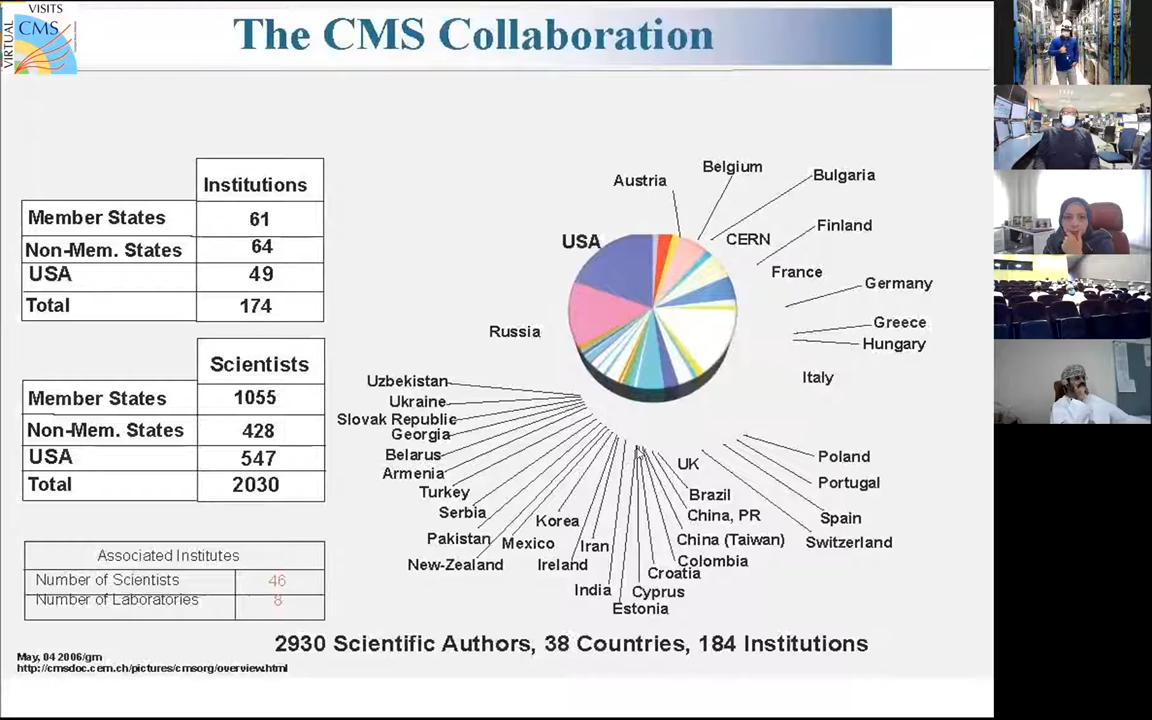 VISITS
VIRTUAL
CMS
The CMS Collaboration
Institutions
Member States 61
Non-Mem. States 64
USA 49
Total 174
Scientists
Member States 1055
Non-Mem. States 428
USA 547
Total 2030
Associated Institutes
Number of Scientists 46
Number of Laboratories 8
Austria
Belgium
Bulgaria
USA
CERN
Finland
France
Germany
Russia
Greece
Hungary
Italy
Uzbekistan
Ukraine
Slovak Republic
Georgia
Belarus
Armenia
Turkey
Serbia
Pakistan
New-Zealand
Mexico
Korea
Ireland
Iran
India
Estonia
Cyprus
Croatia
Colombia
China (Taiwan)
China, PR
Brazil
UK
Poland
Portugal
Spain
Switzerland
2930 Scientific Authors, 38 Countries, 184 Institutions
May, 04 2006/gm
http://cmsdoc.cern.ch/pictures/cmsorg/overview.html